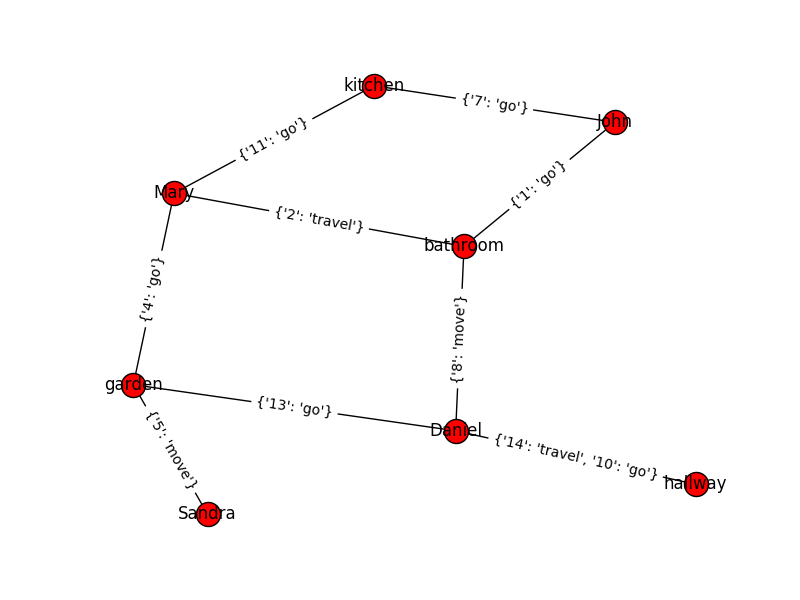 kitchen
{'7': 'go'}
John
{'11': 'go'}
{'1': 'go'}
Mary
{'2': 'travel'}
bathroom
{'4': 'go'}
{'8': 'move'}
garden
{'13': 'go'}
Daniel
{'5': 'move'}
{'14': 'travel', '10': 'go'}
hallway
Sandra